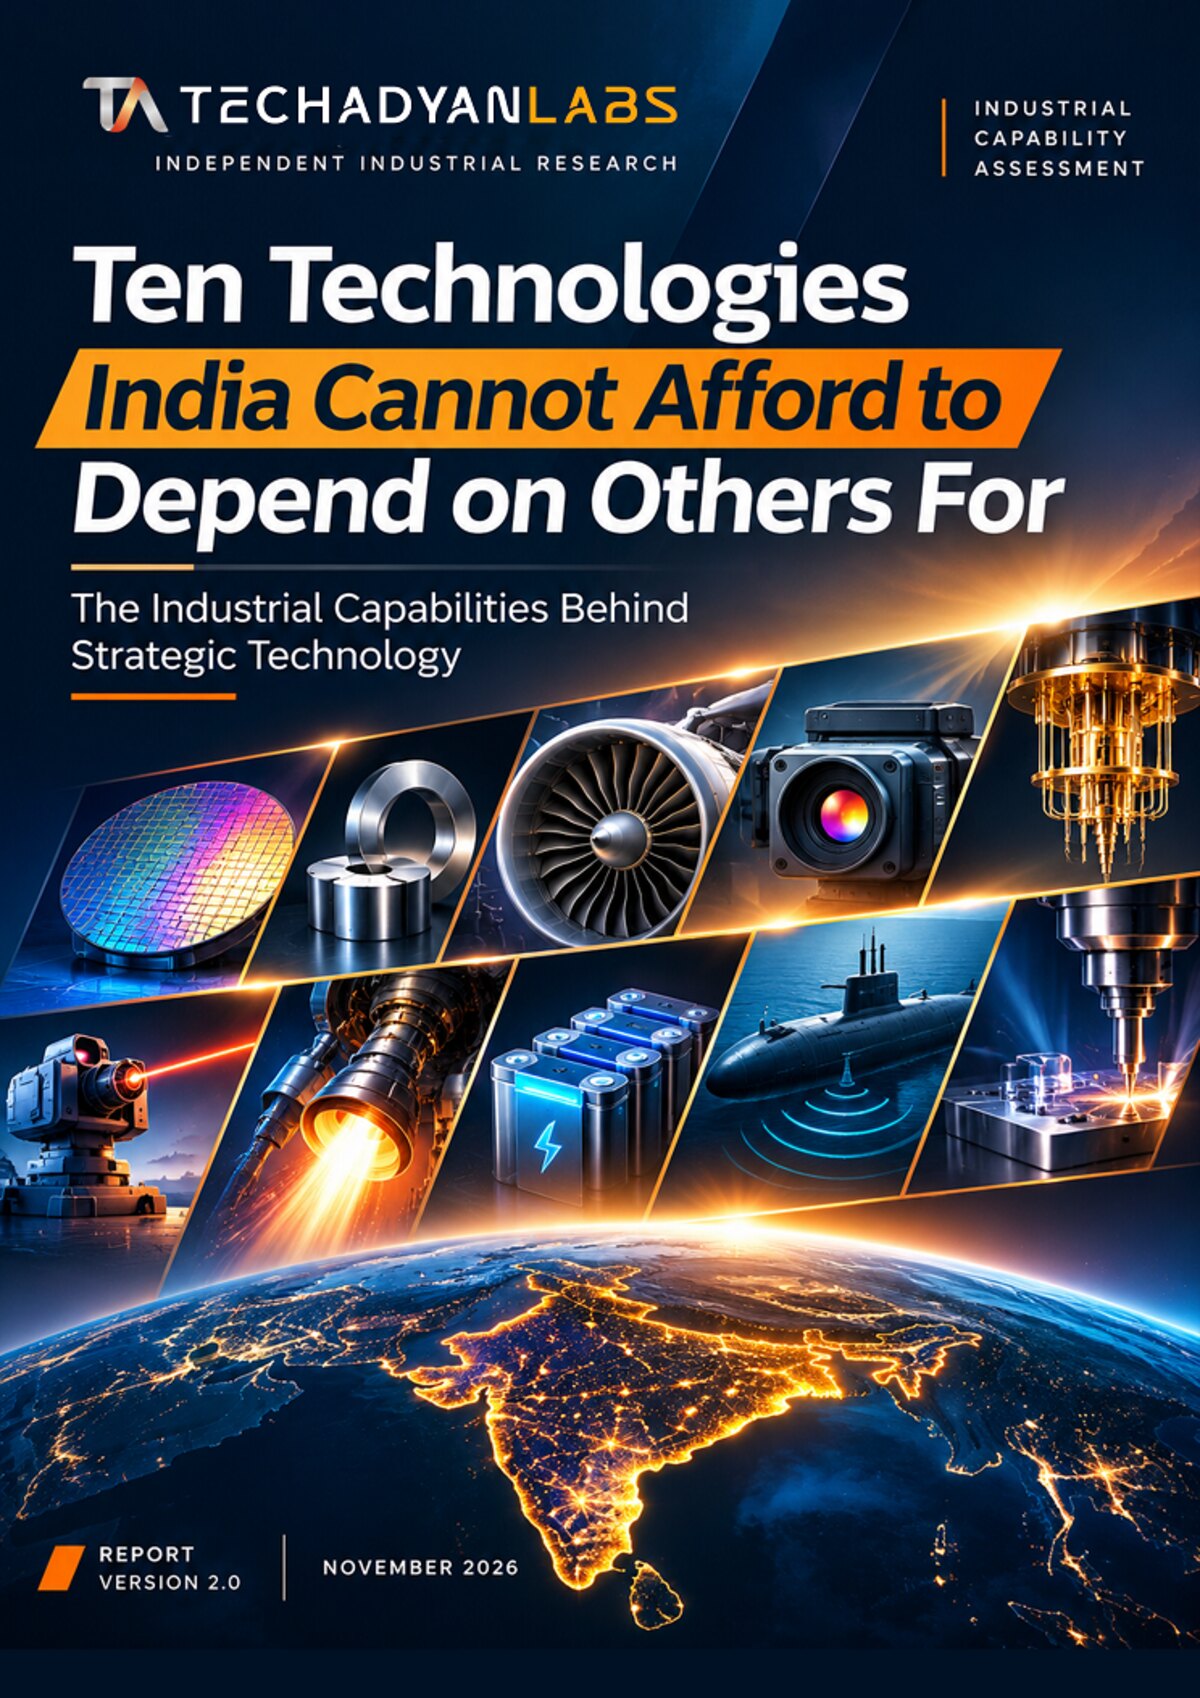 TA TECHADYANLABS
INDEPENDENT INDUSTRIAL RESEARCH
INDUSTRIAL
CAPABILITY
ASSESSMENT
Ten Technologies
India Cannot Afford to
Depend on Others For
The Industrial Capabilities Behind
Strategic Technology
REPORT
VERSION 2.0
NOVEMBER 2026